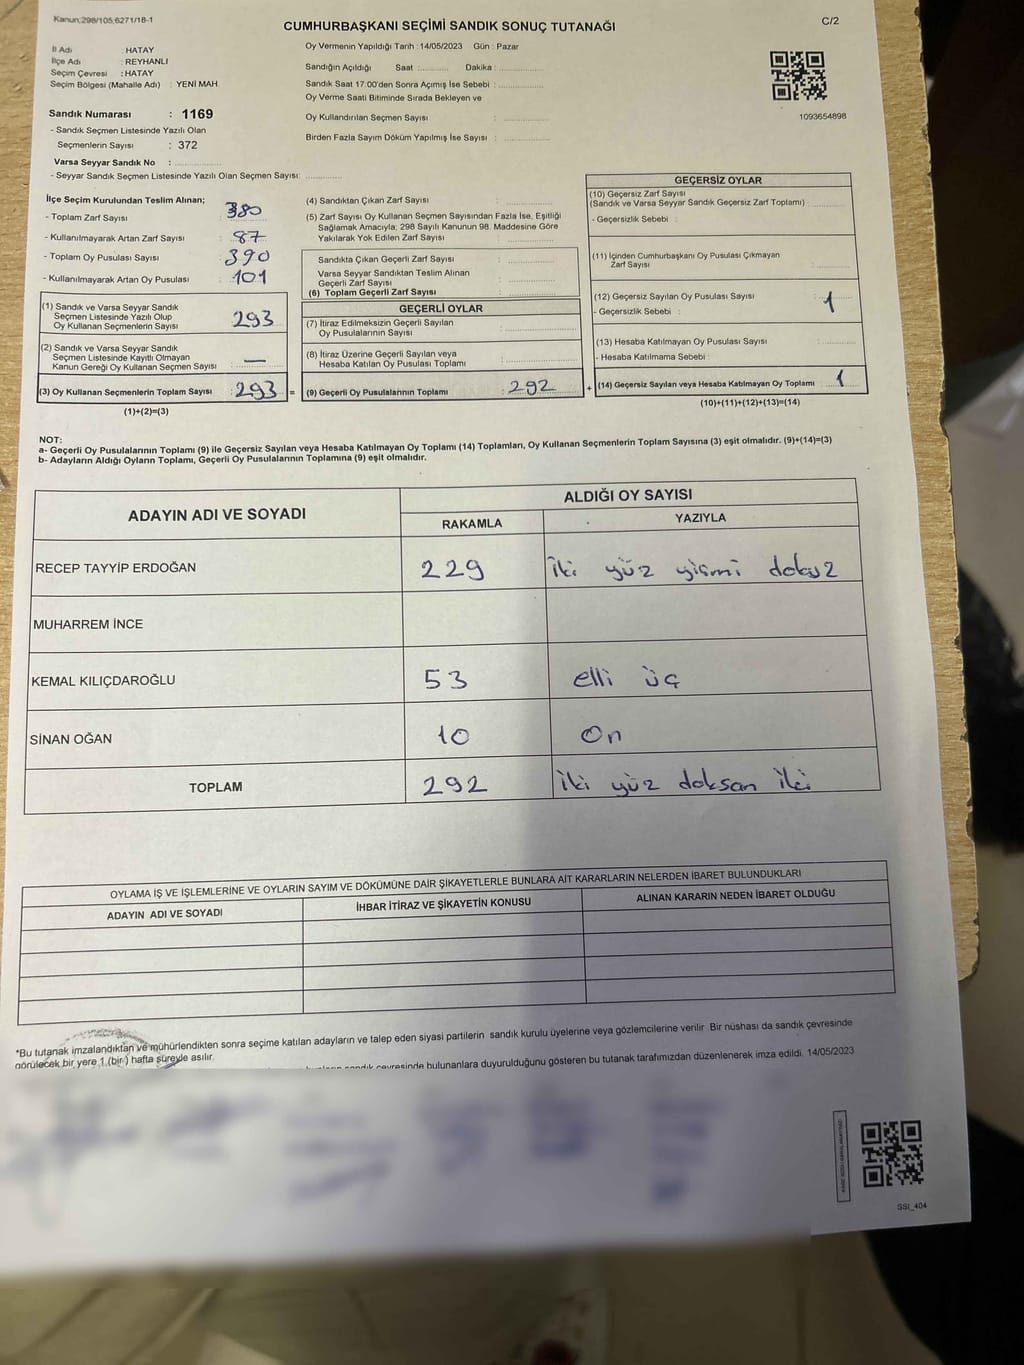 Kanun;298/105;6271/18-1
CUMHURBAŞKANI SEÇİMİ SANDIK SONUÇ TUTANAĞI
C/2
İl Adı : HATAY
İlçe Adı : REYHANLI
Seçim Çevresi : HATAY
Seçim Bölgesi (Mahalle Adı) : YENİ MAH.
Sandık Numarası : 1169
- Sandık Seçmen Listesinde Yazılı Olan
Seçmenlerin Sayısı : 372
Varsa Seyyar Sandık No :
- Seyyar Sandık Seçmen Listesinde Yazılı Olan Seçmen Sayısı:
Oy Vermenin Yapıldığı Tarih : 14/05/2023 Gün : Pazar
Sandığın Açıldığı Saat : Dakika :
Sandık Saat 17.00'den Sonra Açımış İse Sebebi :
Oy Verme Saati Bitiminde Sırada Bekleyen ve
Oy Kullandırılan Seçmen Sayısı :
Birden Fazla Sayım Döküm Yapılmış İse Sayısı :
1093654898
İlçe Seçim Kurulundan Teslim Alınan;
- Toplam Zarf Sayısı : 380
- Kullanılmayarak Artan Zarf Sayısı : 87
- Toplam Oy Pusulası Sayısı : 390
- Kullanılmayarak Artan Oy Pusulası : 101
(1) Sandık ve Varsa Seyyar Sandık
Seçmen Listesinde Yazılı Olup
Oy Kullanan Seçmenlerin Sayısı : 293
(2) Sandık ve Varsa Seyyar Sandık
Seçmen Listesinde Kayıtlı Olmayan
Kanun Gereği Oy Kullanan Seçmen Sayısı : —
(3) Oy Kullanan Seçmenlerin Toplam Sayısı : 293 =
(1)+(2)=(3)
(4) Sandıktan Çıkan Zarf Sayısı :
(5) Zarf Sayısı Oy Kullanan Seçmen Sayısından Fazla İse, Eşitliği
Sağlamak Amacıyla; 298 Sayılı Kanunun 98. Maddesine Göre
Yakılarak Yok Edilen Zarf Sayısı :
Sandıkta Çıkan Geçerli Zarf Sayısı :
Varsa Seyyar Sandıktan Teslim Alınan
Geçerli Zarf Sayısı :
(6) Toplam Geçerli Zarf Sayısı :
GEÇERLİ OYLAR
(7) İtiraz Edilmeksizin Geçerli Sayılan
Oy Pusulalarının Sayısı :
(8) İtiraz Üzerine Geçerli Sayılan veya
Hesaba Katılan Oy Pusulası Toplamı :
(9) Geçerli Oy Pusulalarının Toplamı : 292 +
GEÇERSİZ OYLAR
(10) Geçersiz Zarf Sayısı
(Sandık ve Varsa Seyyar Sandık Geçersiz Zarf Toplamı) :
- Geçersizlik Sebebi :
(11) İçinden Cumhurbaşkanı Oy Pusulası Çıkmayan
Zarf Sayısı :
(12) Geçersiz Sayılan Oy Pusulası Sayısı : 1
- Geçersizlik Sebebi :
(13) Hesaba Katılmayan Oy Pusulası Sayısı :
- Hesaba Katılmama Sebebi :
(14) Geçersiz Sayılan veya Hesaba Katılmayan Oy Toplamı : 1
(10)+(11)+(12)+(13)=(14)
NOT:
a- Geçerli Oy Pusulalarının Toplamı (9) ile Geçersiz Sayılan veya Hesaba Katılmayan Oy Toplamı (14) Toplamları, Oy Kullanan Seçmenlerin Toplam Sayısına (3) eşit olmalıdır. (9)+(14)=(3)
b- Adayların Aldığı Oyların Toplamı, Geçerli Oy Pusulalarının Toplamına (9) eşit olmalıdır.
ADAYIN ADI VE SOYADI
ALDIĞI OY SAYISI
RAKAMLA YAZIYLA
RECEP TAYYİP ERDOĞAN 229 iki yüz yirmi dokuz
MUHARREM İNCE
KEMAL KILIÇDAROĞLU 53 elli üç
SİNAN OĞAN 10 On
TOPLAM 292 iki yüz doksan iki
OYLAMA İŞ VE İŞLEMLERİNE VE OYLARIN SAYIM VE DÖKÜMÜNE DAİR ŞİKAYETLERLE BUNLARA AİT KARARLARIN NELERDEN İBARET BULUNDUKLARI
ADAYIN ADI VE SOYADI İHBAR İTİRAZ VE ŞİKAYETİN KONUSU ALINAN KARARIN NEDEN İBARET OLDUĞU
*Bu tutanak imzalandıktan ve mühürlendikten sonra seçime katılan adayların ve talep eden siyasi partilerin sandık kurulu üyelerine veya gözlemcilerine verilir. Bir nüshası da sandık çevresinde
görülecek bir yere 1 (bir) hafta süreyle asılır.
sandık çevresinde bulunanlara duyurulduğunu gösteren bu tutanak tarafımızdan düzenlenerek imza edildi. 14/05/2023
SSI_404